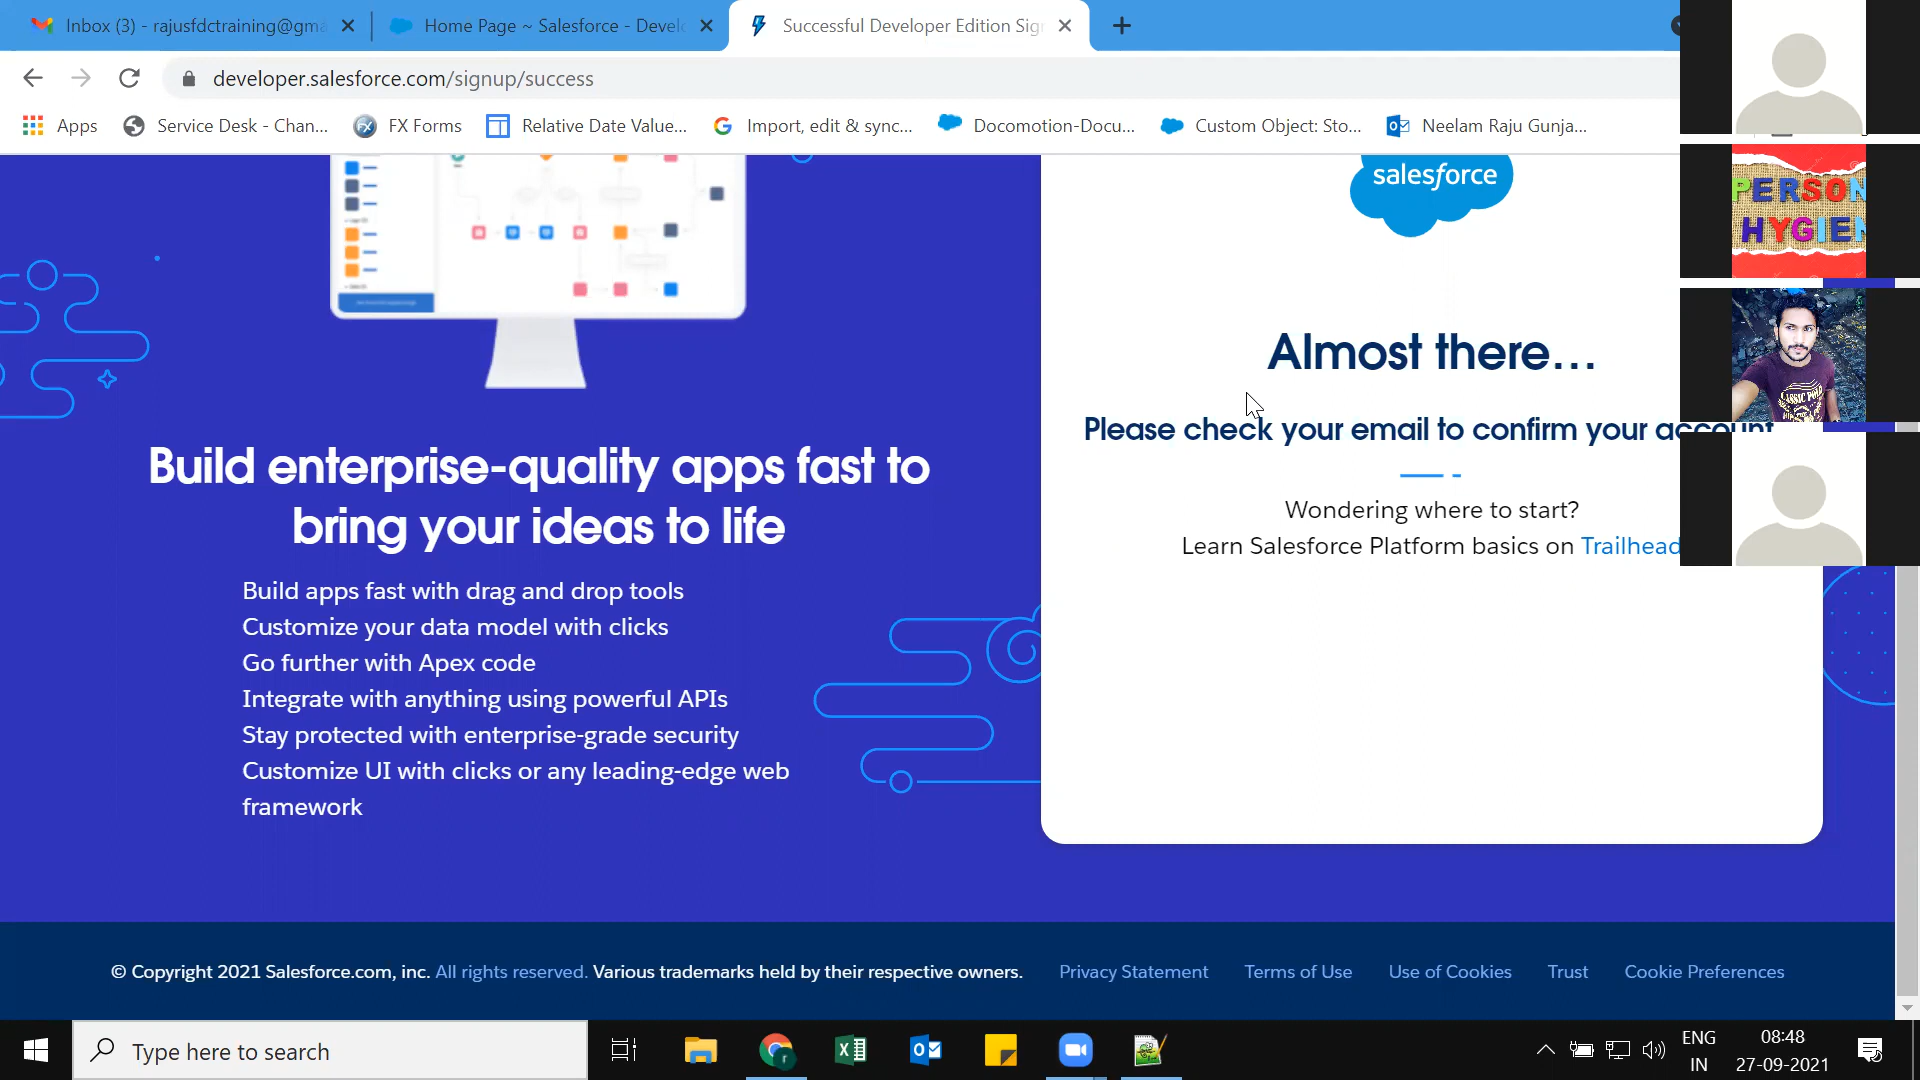 Inbox (3) - rajusfdctraining@gma
Home Page ~ Salesforce - Devel
Successful Developer Edition Sig
developer.salesforce.com/signup/success
Apps
Service Desk - Chan...
FX Forms
Relative Date Value...
Import, edit & sync...
Docomotion-Docu...
Custom Object: Sto...
Neelam Raju Gunja...
salesforce
PERSON
HYGIEN
Almost there...
Please check your email to confirm your account
Wondering where to start?
Learn Salesforce Platform basics on Trailhead
Build enterprise-quality apps fast to
bring your ideas to life
Build apps fast with drag and drop tools
Customize your data model with clicks
Go further with Apex code
Integrate with anything using powerful APIs
Stay protected with enterprise-grade security
Customize UI with clicks or any leading-edge web
framework
© Copyright 2021 Salesforce.com, inc. All rights reserved. Various trademarks held by their respective owners.
Privacy Statement
Terms of Use
Use of Cookies
Trust
Cookie Preferences
Type here to search
ENG
IN
08:48
27-09-2021